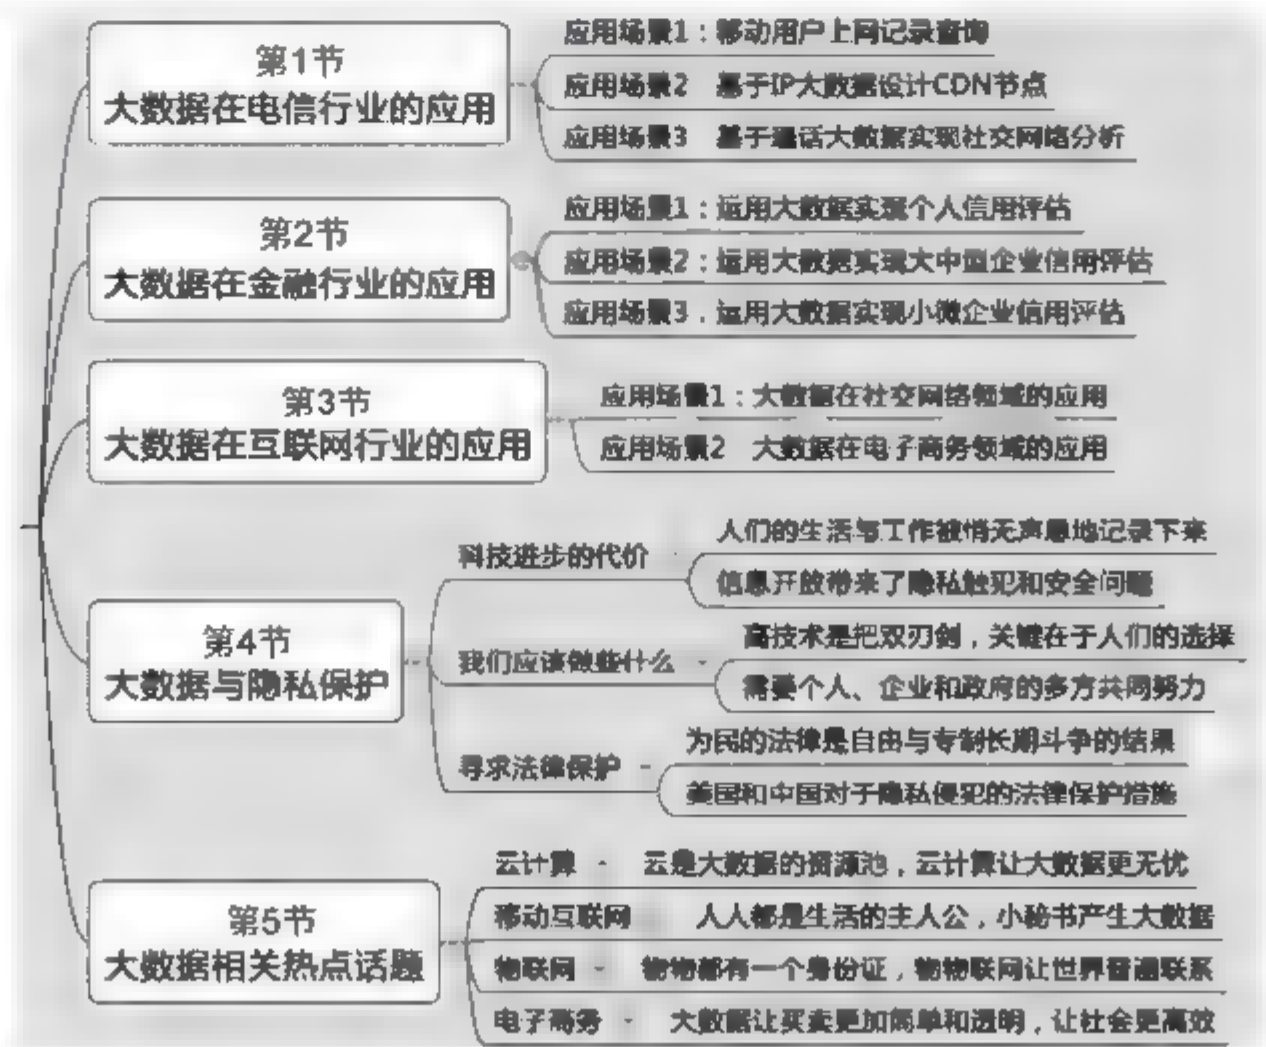 第1节
大数据在电信行业的应用
应用场景1：移动用户上网记录查询
应用场景2 基于IP大数据设计CDN节点
应用场景3 基于通话大数据实现社交网络分析
第2节
大数据在金融行业的应用
应用场景1：运用大数据实现个人信用评估
应用场景2：运用大数据实现大中型企业信用评估
应用场景3，运用大数据实现小微企业信用评估
第3节
大数据在互联网行业的应用
应用场景1：大数据在社交网络领域的应用
应用场景2 大数据在电子商务领域的应用
第4节
大数据与隐私保护
科技进步的代价
人们的生活与工作被悄无声息地记录下来
信息开放带来了隐私触犯和安全问题
我们应该做些什么
高技术是把双刃剑，关键在于人们的选择
需要个人、企业和政府的多方共同努力
寻求法律保护
为民的法律是自由与专制长期斗争的结果
美国和中国对于隐私侵犯的法律保护措施
第5节
大数据相关热点话题
云计算 - 云是大数据的资源池，云计算让大数据更无忧
移动互联网 人人都是生活的主人公，小秘书产生大数据
物联网 - 物物都有一个身份证，物物联网让世界普遍联系
电子商务 - 大数据让买卖更加简单和透明，让社会更高效